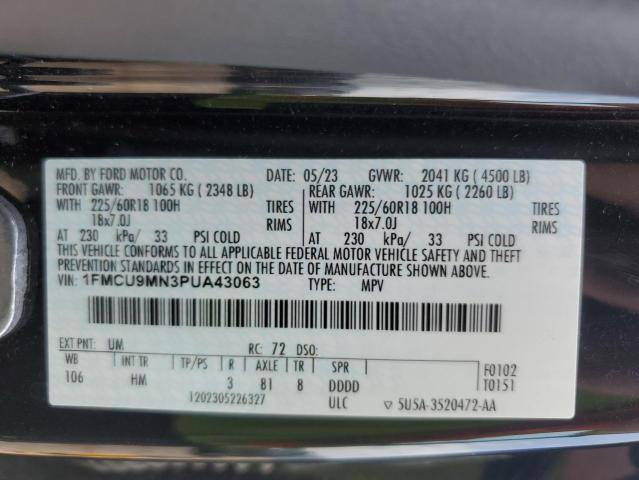 MFD. BY FORD MOTOR CO. DATE: 05/23 GVWR: 2041 KG ( 4500 LB)
FRONT GAWR: 1065 KG ( 2348 LB) REAR GAWR: 1025 KG ( 2260 LB)
WITH 225/60R18 100H TIRES WITH 225/60R18 100H TIRES
18x7.0J RIMS 18x7.0J RIMS
AT 230 kPa/ 33 PSI COLD AT 230 kPa/ 33 PSI COLD
THIS VEHICLE CONFORMS TO ALL APPLICABLE FEDERAL MOTOR VEHICLE SAFETY AND THEFT
PREVENTION STANDARDS IN EFFECT ON THE DATE OF MANUFACTURE SHOWN ABOVE.
VIN: 1FMCU9MN3PUA43063 TYPE: MPV
EXT PNT: UM RC: 72 DSO:
WB INT TR TP/PS R AXLE TR SPR F0102
106 HM 3 81 8 DDDD T0151
1202305226327 ULC ▽ 5U5A-3520472-AA